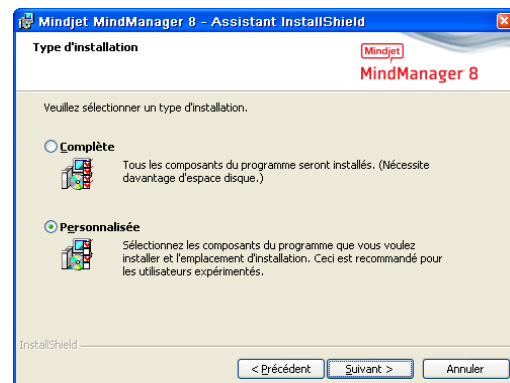 Mindjet MindManager 8 - Assistant InstallShield
Type d'installation
Mindjet
MindManager 8
Veuillez sélectionner un type d'installation.
Complète
Tous les composants du programme seront installés. (Nécessite
davantage d'espace disque.)
Personnalisée
Sélectionnez les composants du programme que vous voulez
installer et l'emplacement d'installation. Ceci est recommandé pour
les utilisateurs expérimentés.
InstallShield
< Précédent
Suivant >
Annuler